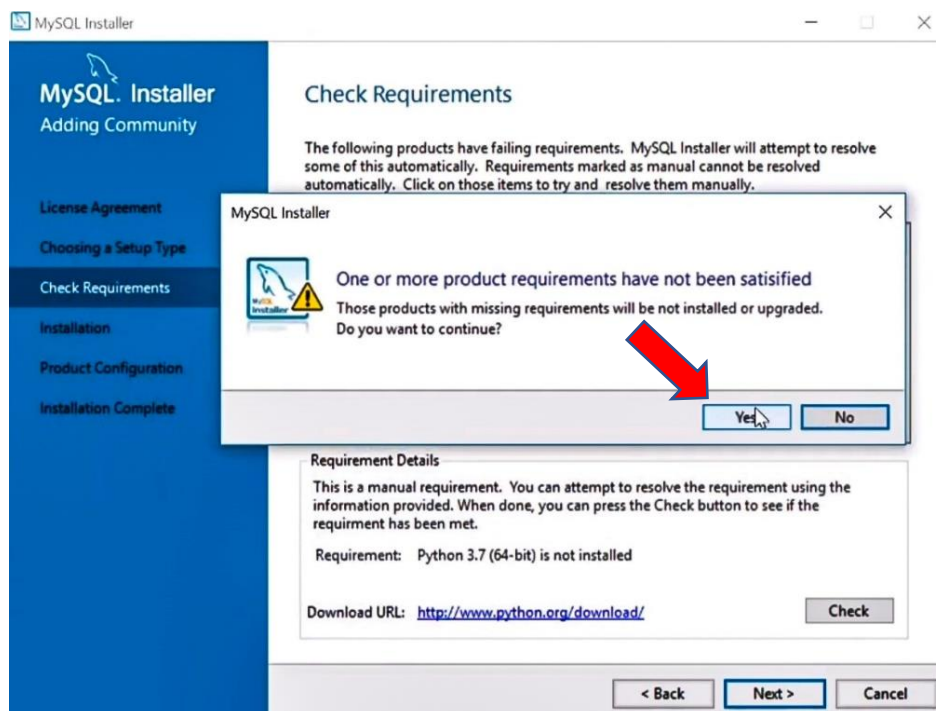 MySQL Installer
MySQL. Installer
Adding Community
License Agreement
Choosing a Setup Type
Check Requirements
Installation
Product Configuration
Installation Complete
Check Requirements
The following products have failing requirements. MySQL Installer will attempt to resolve
some of this automatically. Requirements marked as manual cannot be resolved
automatically. Click on those items to try and resolve them manually.
MySQL Installer
MySQL
Installer
One or more product requirements have not been satisified
Those products with missing requirements will be not installed or upgraded.
Do you want to continue?
Yes
No
Requirement Details
This is a manual requirement. You can attempt to resolve the requirement using the
information provided. When done, you can press the Check button to see if the
requirment has been met.
Requirement: Python 3.7 (64-bit) is not installed
Download URL: http://www.python.org/download/
Check
< Back
Next >
Cancel